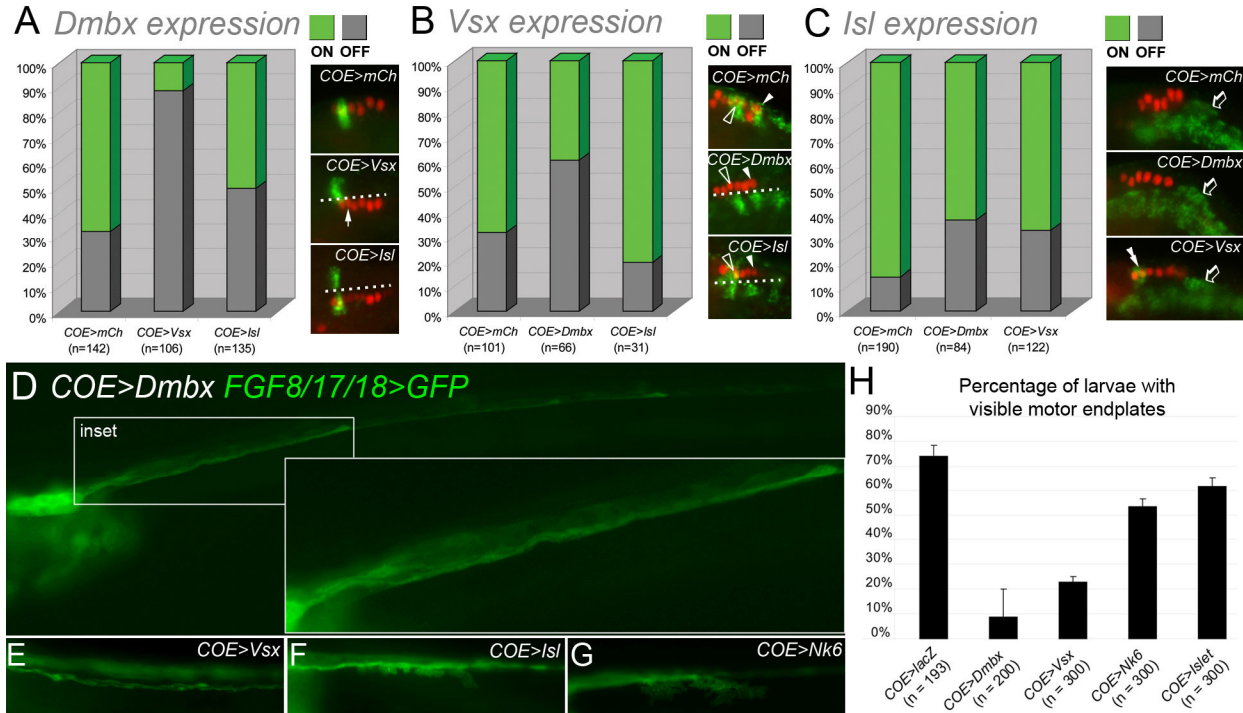 A Dmbx expression
ON OFF
100%
90%
80%
70%
60%
50%
40%
30%
20%
10%
0%
COE>mCh
(n=142)
COE>Vsx
(n=106)
COE>Isl
(n=135)
COE>mCh
COE>Vsx
COE>Isl
B Vsx expression
ON OFF
100%
90%
80%
70%
60%
50%
40%
30%
20%
10%
0%
COE>mCh
(n=101)
COE>Dmbx
(n=66)
COE>Isl
(n=31)
COE>mCh
COE>Dmbx
COE>Isl
C Isl expression
ON OFF
100%
90%
80%
70%
60%
50%
40%
30%
20%
10%
0%
COE>mCh
(n=190)
COE>Dmbx
(n=84)
COE>Vsx
(n=122)
COE>mCh
COE>Dmbx
COE>Vsx
D COE>Dmbx FGF8/17/18>GFP
inset
E COE>Vsx
F COE>Isl
G COE>Nk6
H Percentage of larvae with
visible motor endplates
90%
80%
70%
60%
50%
40%
30%
20%
10%
0%
COE>lacZ
(n = 193)
COE>Dmbx
(n = 200)
COE>Vsx
(n = 300)
COE>Nk6
(n = 300)
COE>Islet
(n = 300)